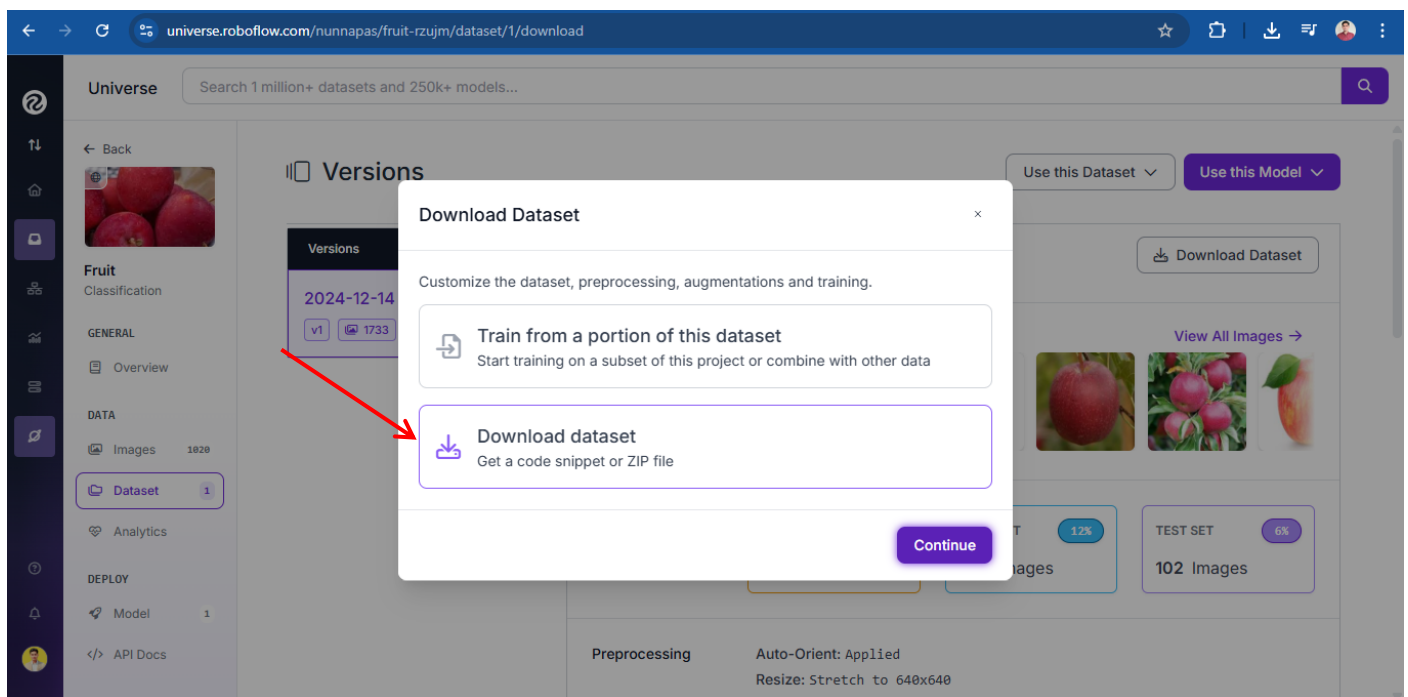 universe.roboflow.com/nunnapas/fruit-rzujm/dataset/1/download
Universe
Search 1 million+ datasets and 250k+ models...
Back
Fruit
Classification
GENERAL
Overview
DATA
Images 1020
Dataset 1
Analytics
DEPLOY
Model 1
</> API Docs
Versions
Use this Dataset
Use this Model
Versions
2024-12-14
v1 1733
Download Dataset
View All Images →
12%
TEST SET 6%
102 Images
Preprocessing Auto-Orient: Applied
Resize: Stretch to 640x640
Download Dataset ×
Customize the dataset, preprocessing, augmentations and training.
Train from a portion of this dataset
Start training on a subset of this project or combine with other data
Download dataset
Get a code snippet or ZIP file
Continue